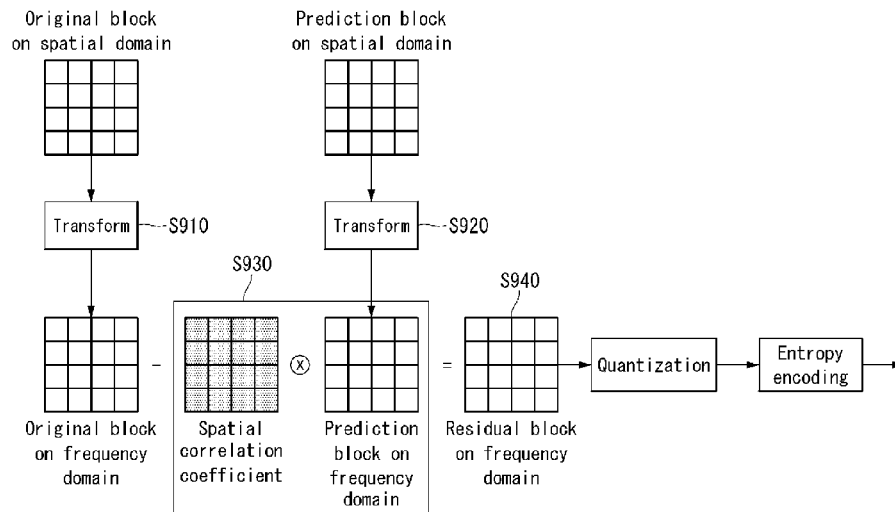 Original block
on spatial domain
Prediction block
on spatial domain
Transform
S910
Transform
S920
S930
S940
-
⊗
=
Quantization
Entropy
encoding
Original block
on frequency
domain
Spatial
correlation
coefficient
Prediction
block on
frequency
domain
Residual block
on frequency
domain